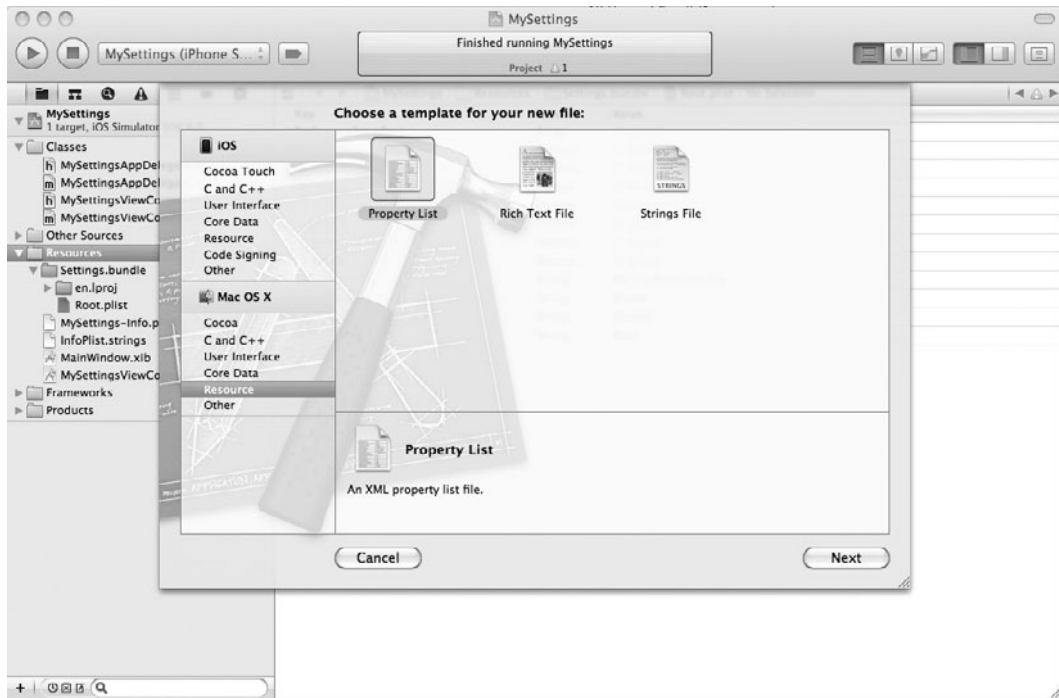 MySettings
MySettings (iPhone S...
Finished running MySettings
Project 1
MySettings
1 target, iOS Simulator
Classes
h MySettingsAppDel
m MySettingsAppDel
h MySettingsViewCo
m MySettingsViewCo
Other Sources
Resources
Settings.bundle
en.lproj
Root.plist
MySettings-Info.p
InfoPlist.strings
MainWindow.xib
MySettingsViewCo
Frameworks
Products
Choose a template for your new file:
iOS
Cocoa Touch
C and C++
User Interface
Core Data
Resource
Code Signing
Other
Mac OS X
Cocoa
C and C++
User Interface
Core Data
Resource
Other
Property List
Rich Text File
STRINGS
Strings File
Property List
An XML property list file.
Cancel
Next